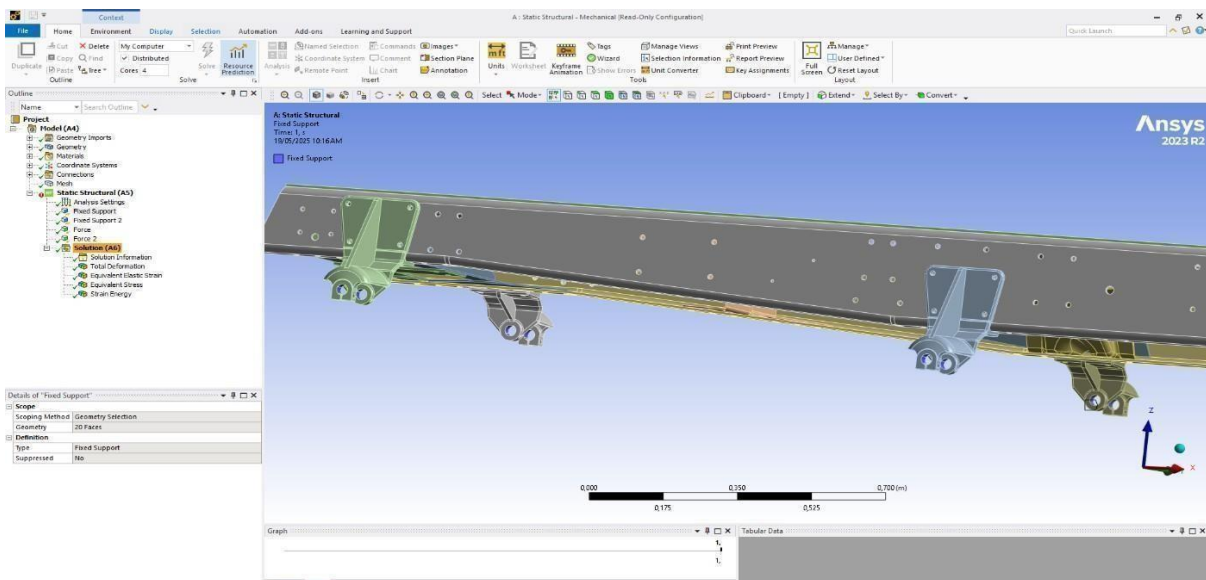 Context
A : Static Structural - Mechanical [Read-Only Configuration]
File Home Environment Display Selection Automation Add-ons Learning and Support
Quick Launch
Duplicate
Cut
Delete
My Computer
Copy
Find
Distributed
Paste
Tree
Cores 4
Outline
Solve
Resource Prediction
Solve
Analysis
Named Selection
Commands
Images
Coordinate System
Comment
Section Plane
Remote Point
Chart
Annotation
Insert
Units
Worksheet
Keyframe Animation
Tags
Wizard
Show Errors
Manage Views
Selection Information
Unit Converter
Print Preview
Report Preview
Key Assignments
Tools
Full Screen
Manage
User Defined
Reset Layout
Layout
Outline
Select Mode Clipboard [ Empty ] Extend Select By Convert
Name Search Outline
Project
Model (A4)
Geometry Imports
Geometry
Materials
Coordinate Systems
Connections
Mesh
Static Structural (A5)
Analysis Settings
Fixed Support
Fixed Support 2
Force
Force 2
Solution (A6)
Solution Information
Total Deformation
Equivalent Elastic Strain
Equivalent Stress
Strain Energy
Details of "Fixed Support"
Scope
Scoping Method Geometry Selection
Geometry 20 Faces
Definition
Type Fixed Support
Suppressed No
A: Static Structural
Fixed Support
Time: 1, s
19/05/2025 10:16 AM
Fixed Support
Ansys
2023 R2
Z
X
0,000 0,350 0,700 (m)
0,175 0,525
Graph
1,
1,
Tabular Data